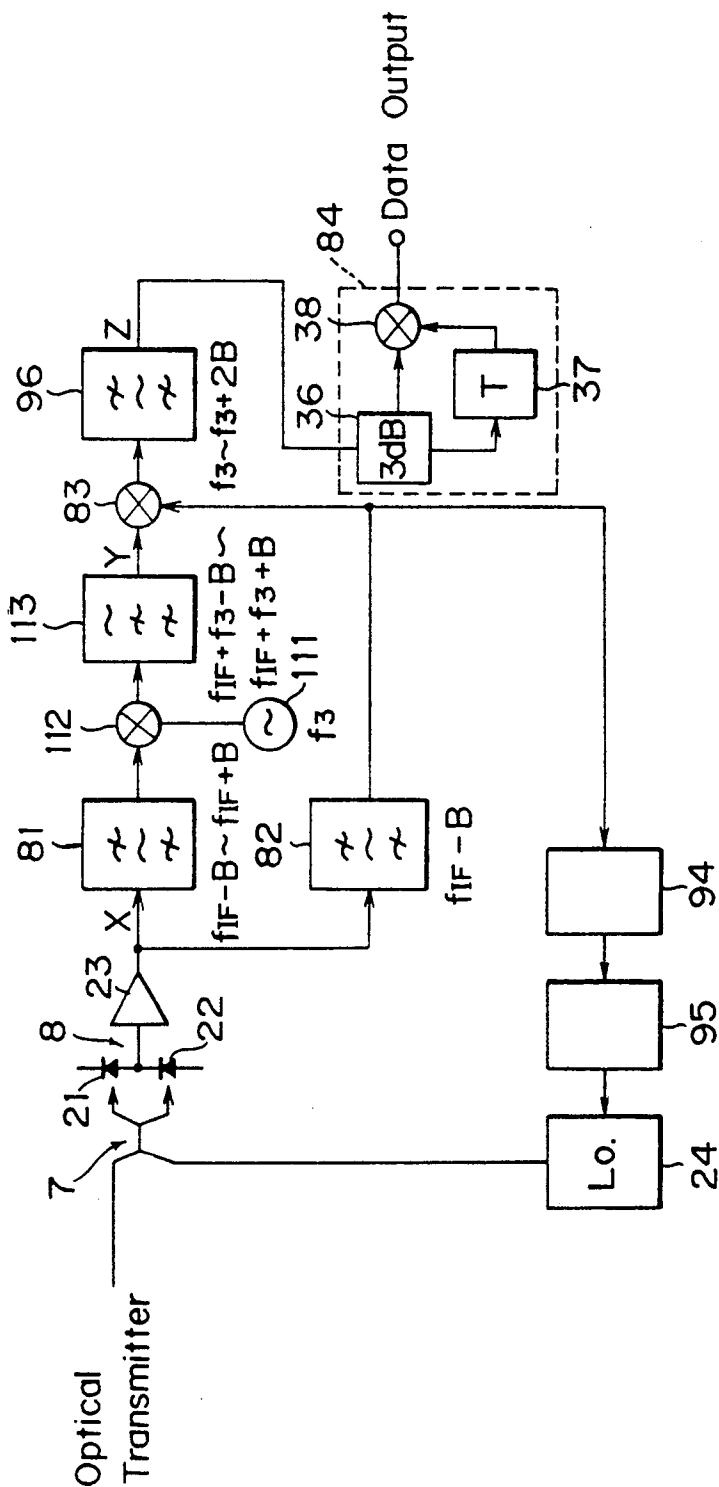 Optical
Transmitter
7
21
8
22
23
X
81
fIF-B~fIF+B
112
111
f3
113
fIF+f3-B~
fIF+f3+B
Y
83
96
f3~f3+2B
Z
82
fIF-B
36
3dB
38
T
37
84
Data Output
94
95
Lo.
24